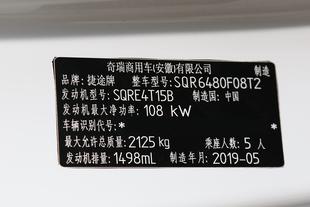 奇瑞商用车(安徽)有限公司 制造
品牌: 捷途牌 整车型号: SQR6480F08T2
发动机型号: SQRE4T15B 制造国: 中国
发动机最大净功率: 108 kW
车辆识别代号: *                    *
最大允许总质量: 2125 kg 乘座人数: 5 人
发动机排量: 1498mL 制造年月: 2019-05